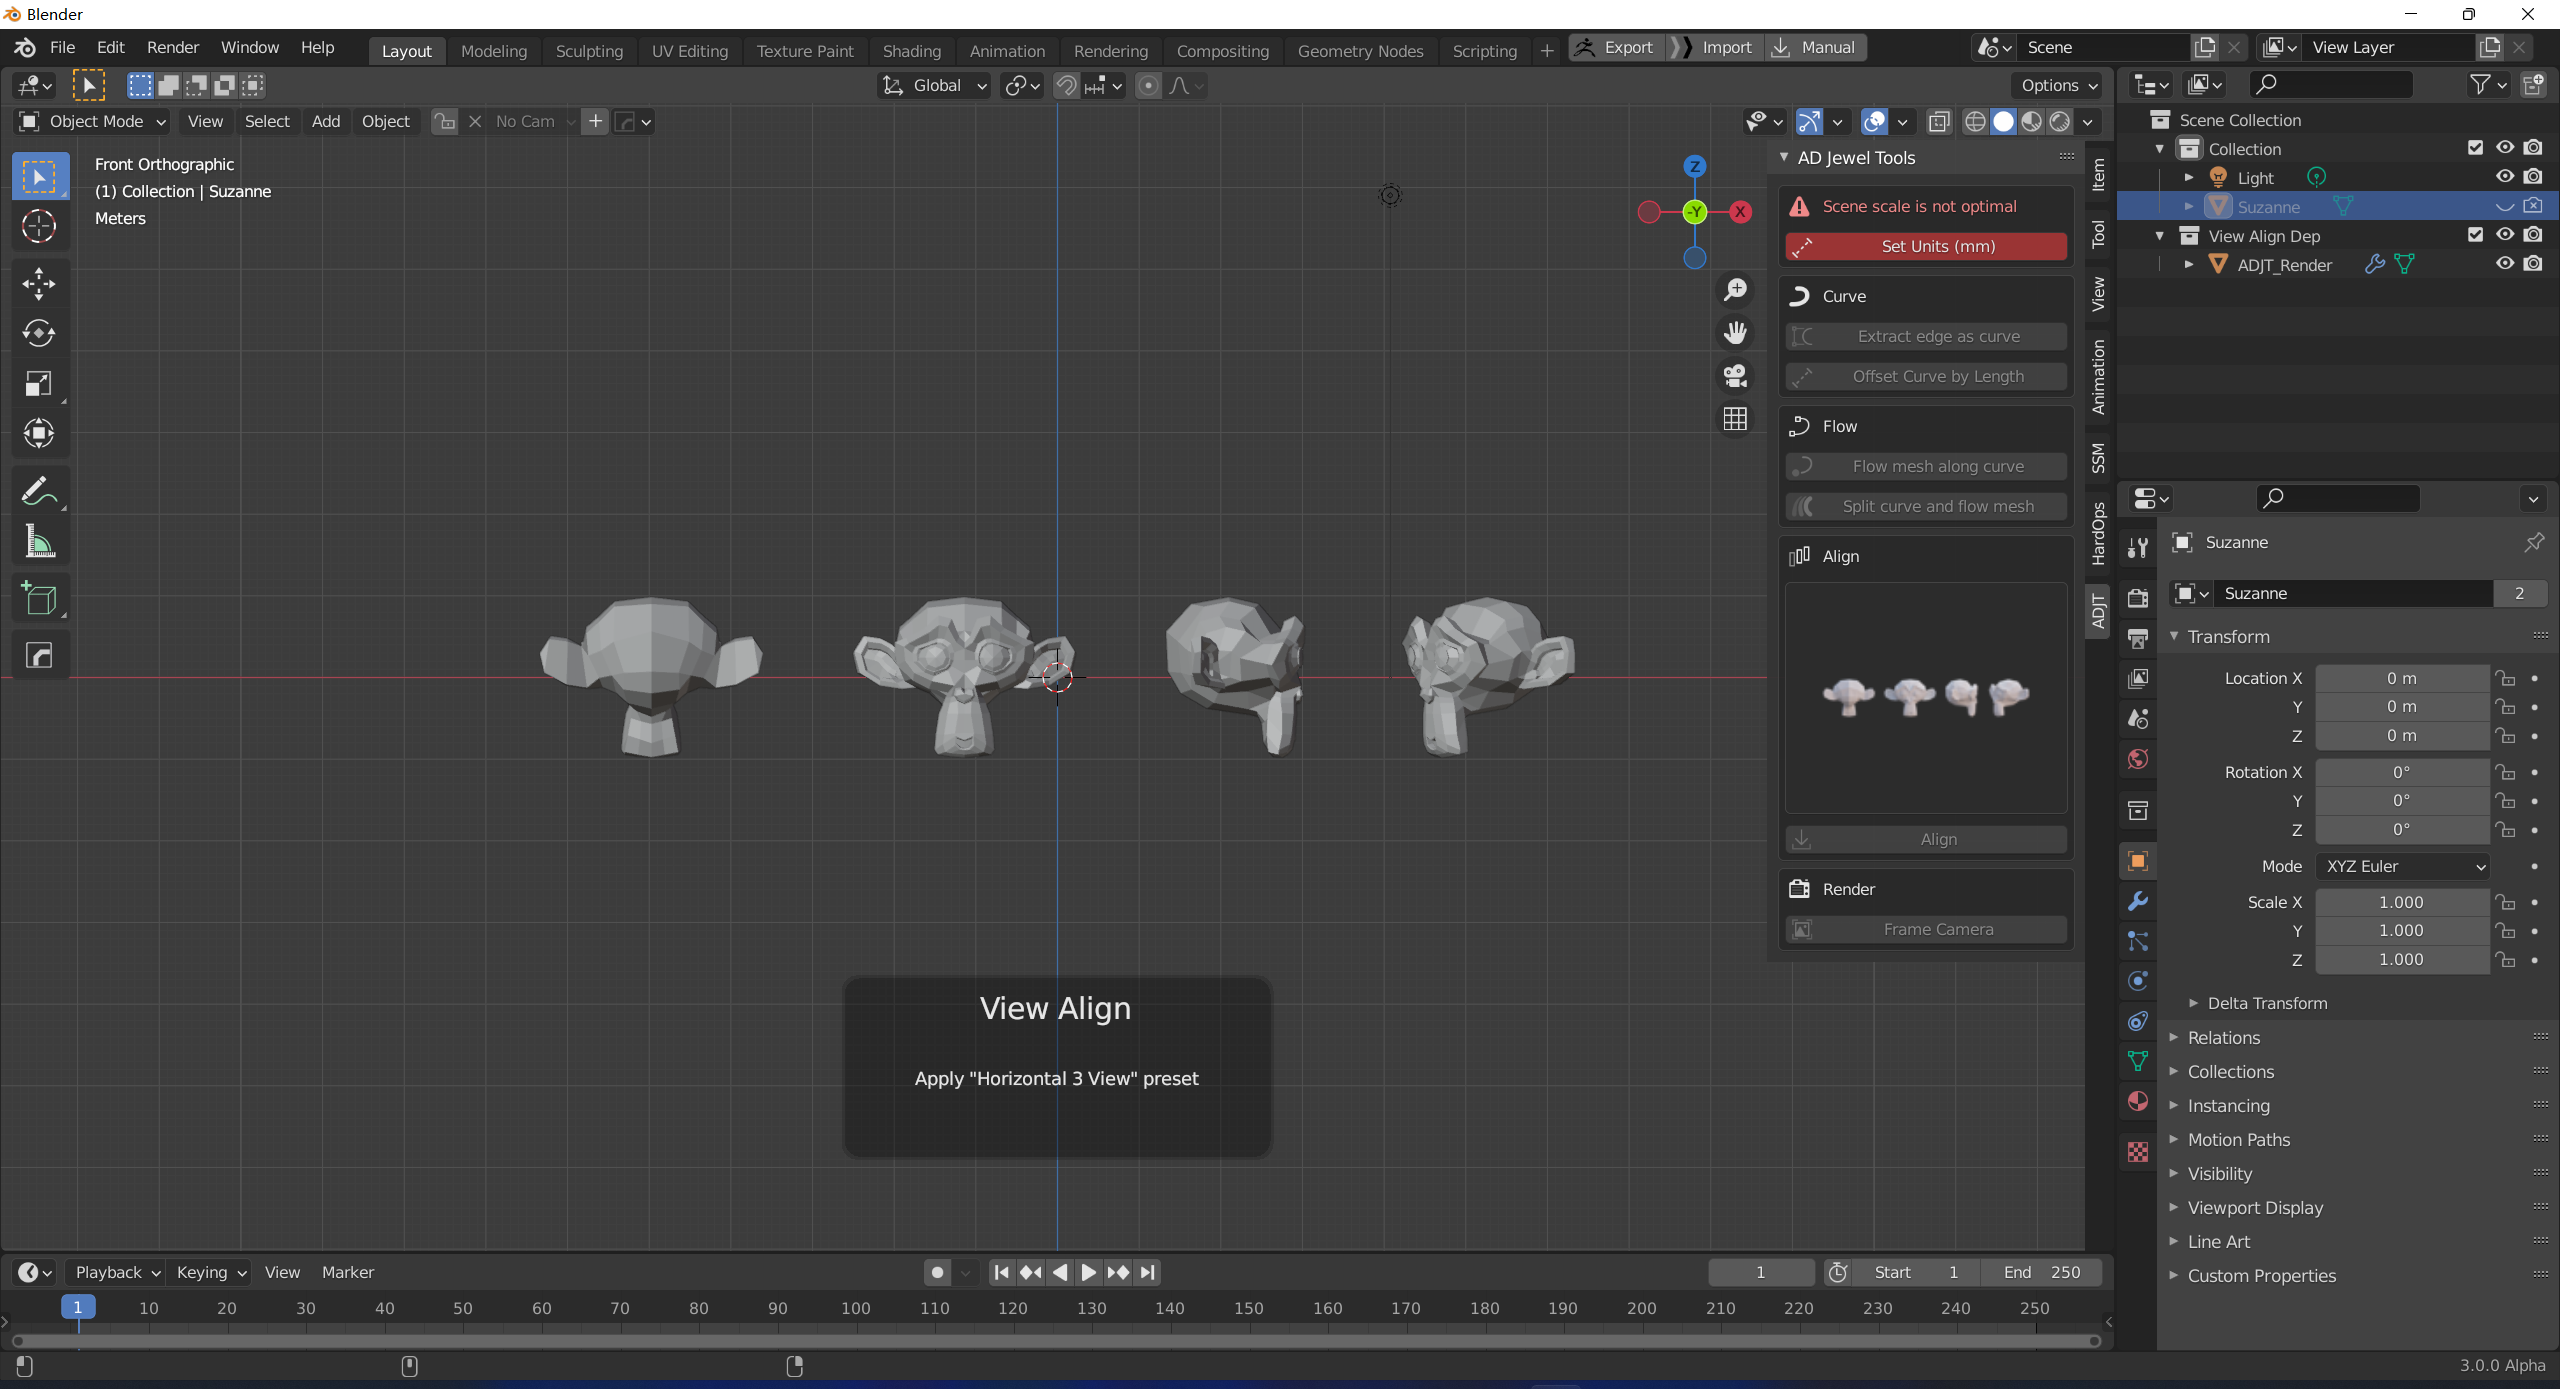 Blender
File Edit Render Window Help Layout Modeling Sculpting UV Editing Texture Paint Shading Animation Rendering Compositing Geometry Nodes Scripting + Export Import Manual Scene View Layer
Global Options
Object Mode View Select Add Object No Cam
Front Orthographic
(1) Collection | Suzanne
Meters
Z
-Y X
AD Jewel Tools
Scene scale is not optimal
Set Units (mm)
Curve
Extract edge as curve
Offset Curve by Length
Flow
Flow mesh along curve
Split curve and flow mesh
Align
Align
Render
Frame Camera
Item
Tool
View
Animation
SSM
HardOps
ADJT
View Align
Apply "Horizontal 3 View" preset
Scene Collection
Collection
Light
Suzanne
View Align Dep
ADJT_Render
Suzanne
Suzanne 2
Transform
Location X 0 m
Y 0 m
Z 0 m
Rotation X 0°
Y 0°
Z 0°
Mode XYZ Euler
Scale X 1.000
Y 1.000
Z 1.000
Delta Transform
Relations
Collections
Instancing
Motion Paths
Visibility
Viewport Display
Line Art
Custom Properties
Playback Keying View Marker 1 Start 1 End 250
1 10 20 30 40 50 60 70 80 90 100 110 120 130 140 150 160 170 180 190 200 210 220 230 240 250
3.0.0 Alpha